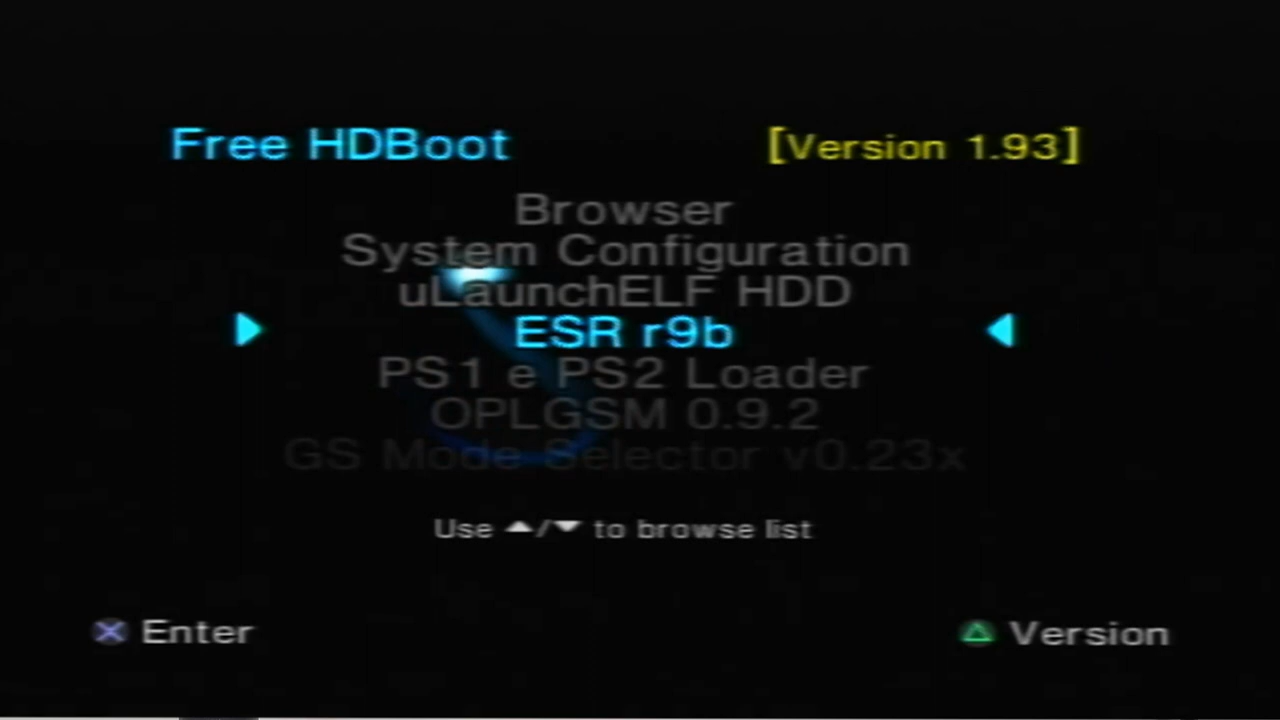 Free HDBoot [Version 1.93]
Browser
System Configuration
uLaunchELF HDD
ESR r9b
PS1 e PS2 Loader
OPLGSM 0.9.2
GS Mode Selector v0.23x
Use ▲/▼ to browse list
Enter Version